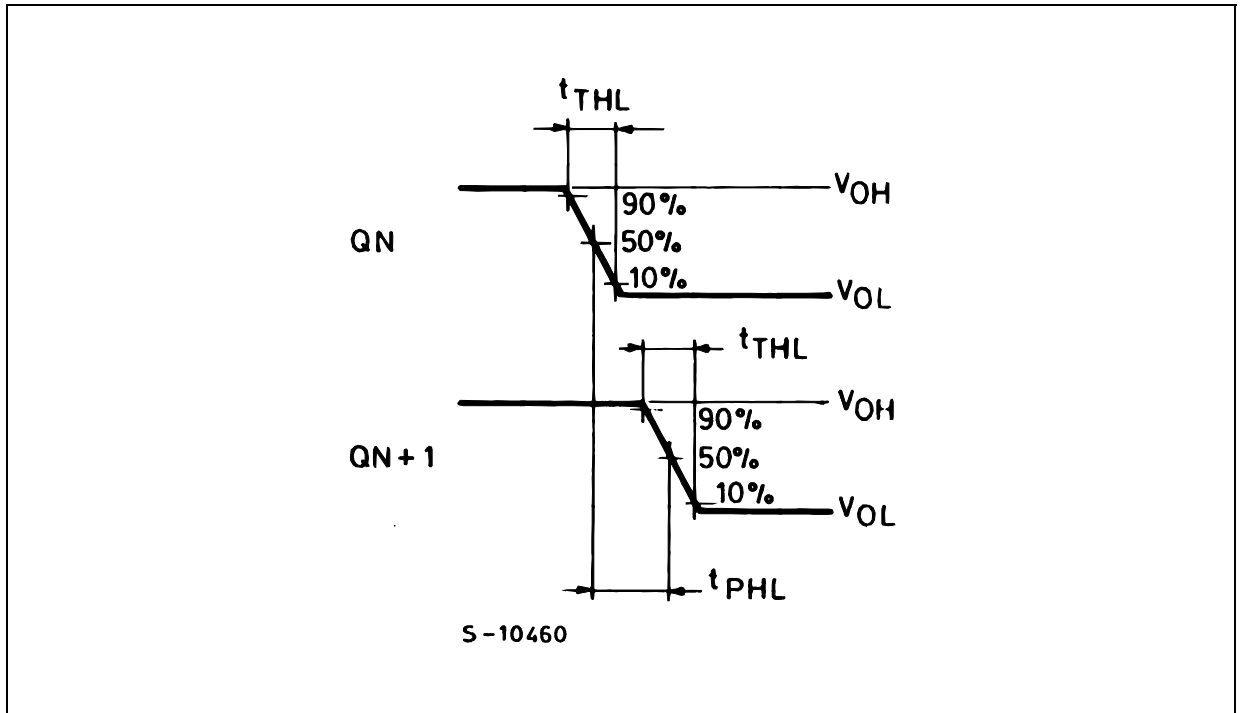 tTHL
VOH
90%
QN
50%
10%
VOL
tTHL
VOH
90%
QN+1
50%
10%
VOL
tPHL
S-10460